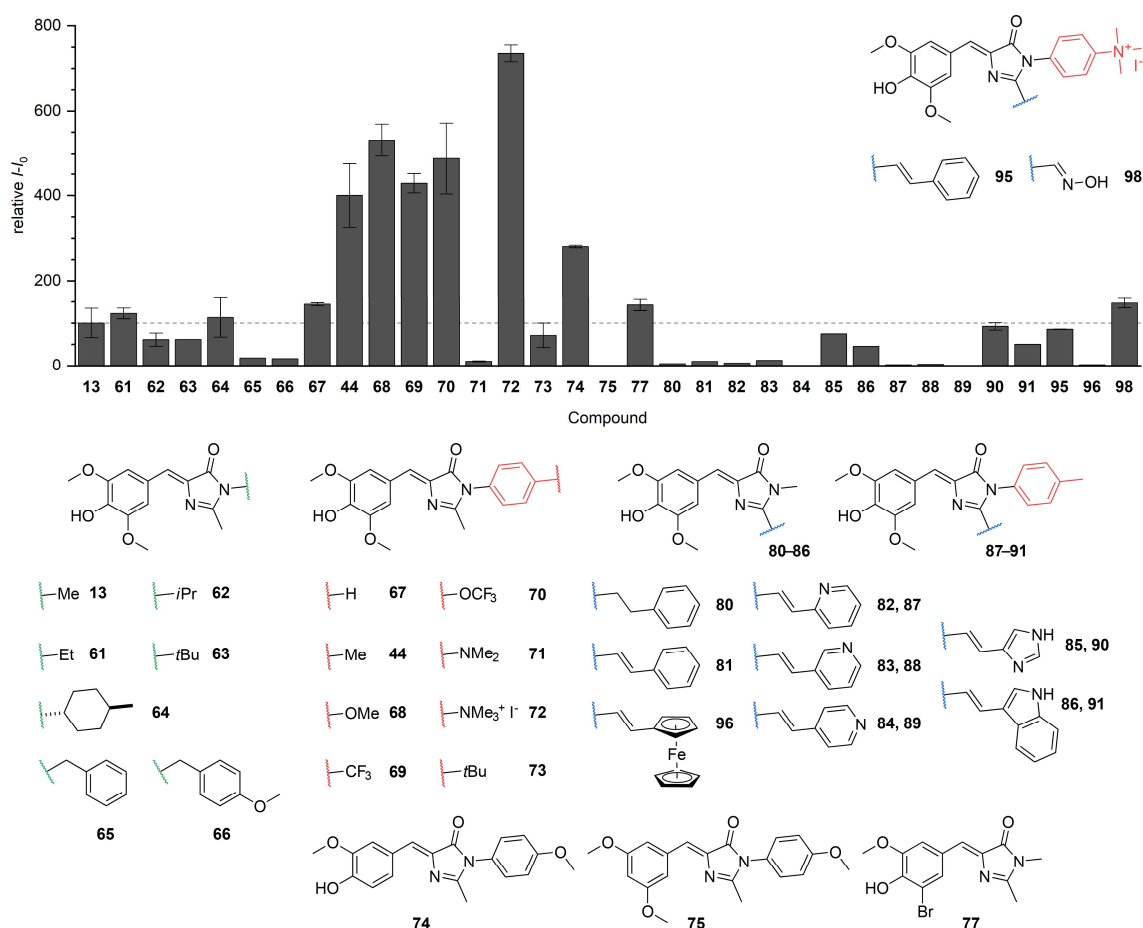 800
600
400
200
0
relative I-I0
13 61 62 63 64 65 66 67 44 68 69 70 71 72 73 74 75 77 80 81 82 83 84 85 86 87 88 89 90 91 95 96 98
Compound
O
O
N
N
HO
O
N+
I-
95
N
OH
98
O
O
N
N
HO
O
O
O
N
N
HO
O
O
O
N
N
HO
O
80–86
O
O
N
N
HO
O
87–91
Me 13
iPr 62
Et 61
tBu 63
64
65
O
66
H 67
OCF3 70
Me 44
NMe2 71
OMe 68
NMe3+ I- 72
CF3 69
tBu 73
80
N
82, 87
81
N
83, 88
Fe
96
N
84, 89
NH
N
85, 90
NH
86, 91
O
O
N
N
HO
O
74
O
O
N
N
O
O
75
O
O
N
N
HO
Br
77